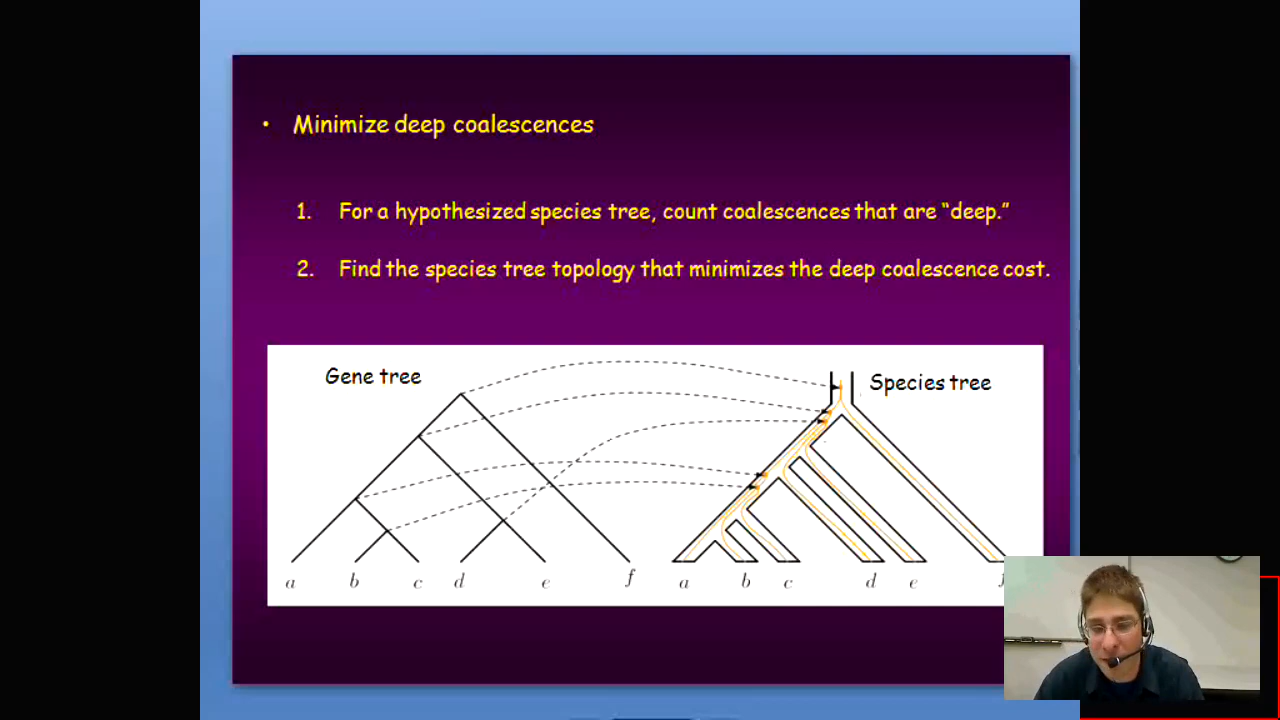 • Minimize deep coalescences
1. For a hypothesized species tree, count coalescences that are “deep.”
2. Find the species tree topology that minimizes the deep coalescence cost.
Gene tree
Species tree
a b c d e f
a b c d e